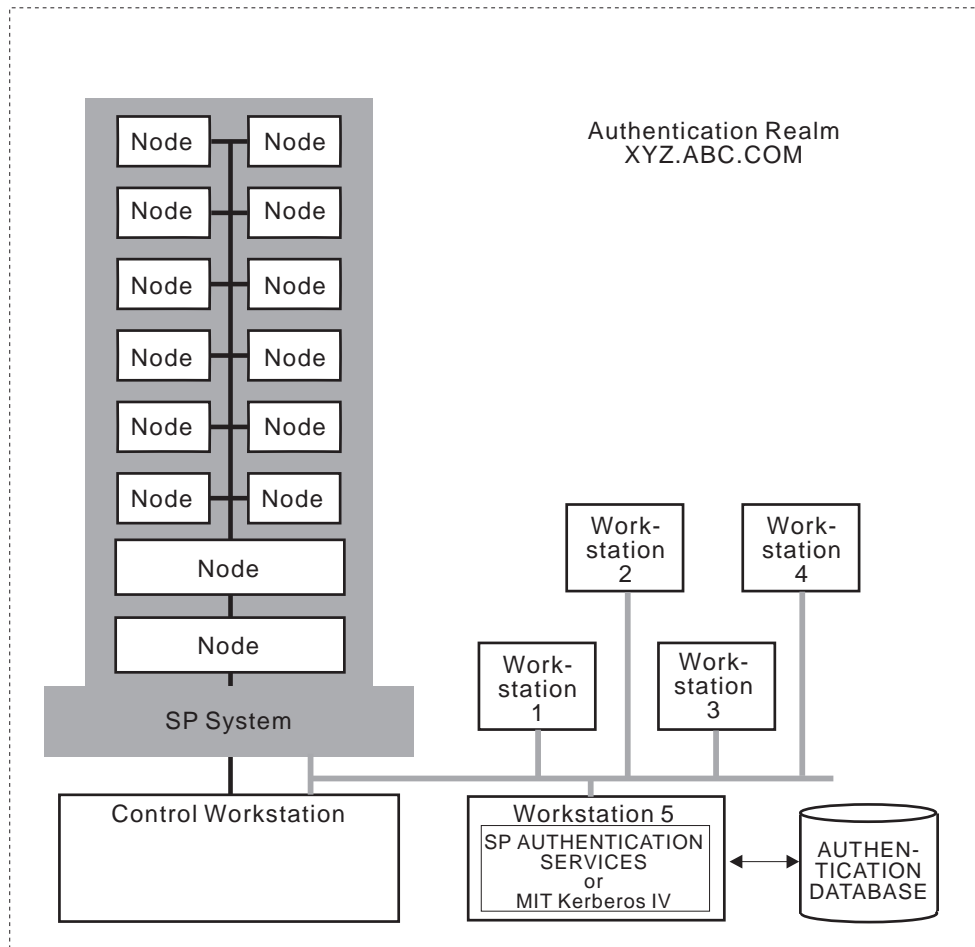 Authentication Realm
XYZ.ABC.COM
Node Node
Node Node
Node Node
Node Node
Node Node
Node Node
Node
Node
SP System
Control Workstation
Work-
station
2
Work-
station
4
Work-
station
1
Work-
station
3
Workstation 5
SP AUTHENTICATION
SERVICES
or
MIT Kerberos IV
AUTHEN-
TICATION
DATABASE